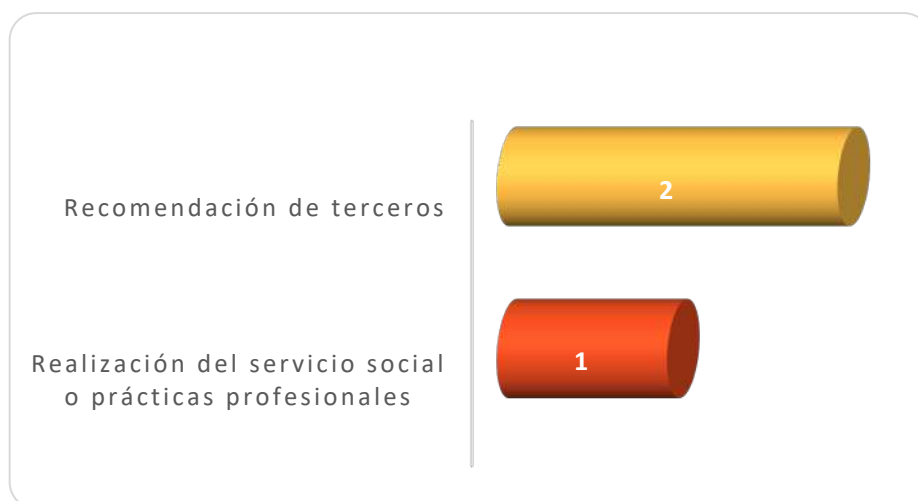 Recomendación de terceros
2
Realización del servicio social
o prácticas profesionales
1